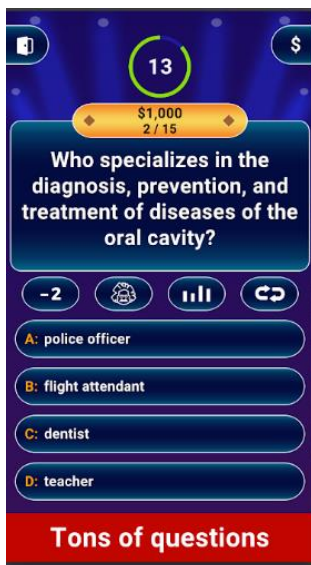 $
13
$1,000
2 / 15
Who specializes in the
diagnosis, prevention, and
treatment of diseases of the
oral cavity?
-2
A: police officer
B: flight attendant
C: dentist
D: teacher
Tons of questions